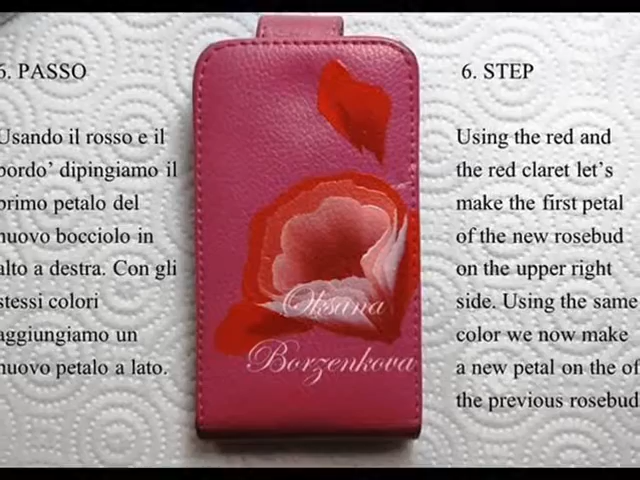 6. PASSO
Usando il rosso e il
bordo' dipingiamo il
primo petalo del
nuovo bocciolo in
alto a destra. Con gli
stessi colori
aggiungiamo un
nuovo petalo a lato.
Oksana
Borzenkova
6. STEP
Using the red and
the red claret let's
make the first petal
of the new rosebud
on the upper right
side. Using the same
color we now make
a new petal on the of
the previous rosebud